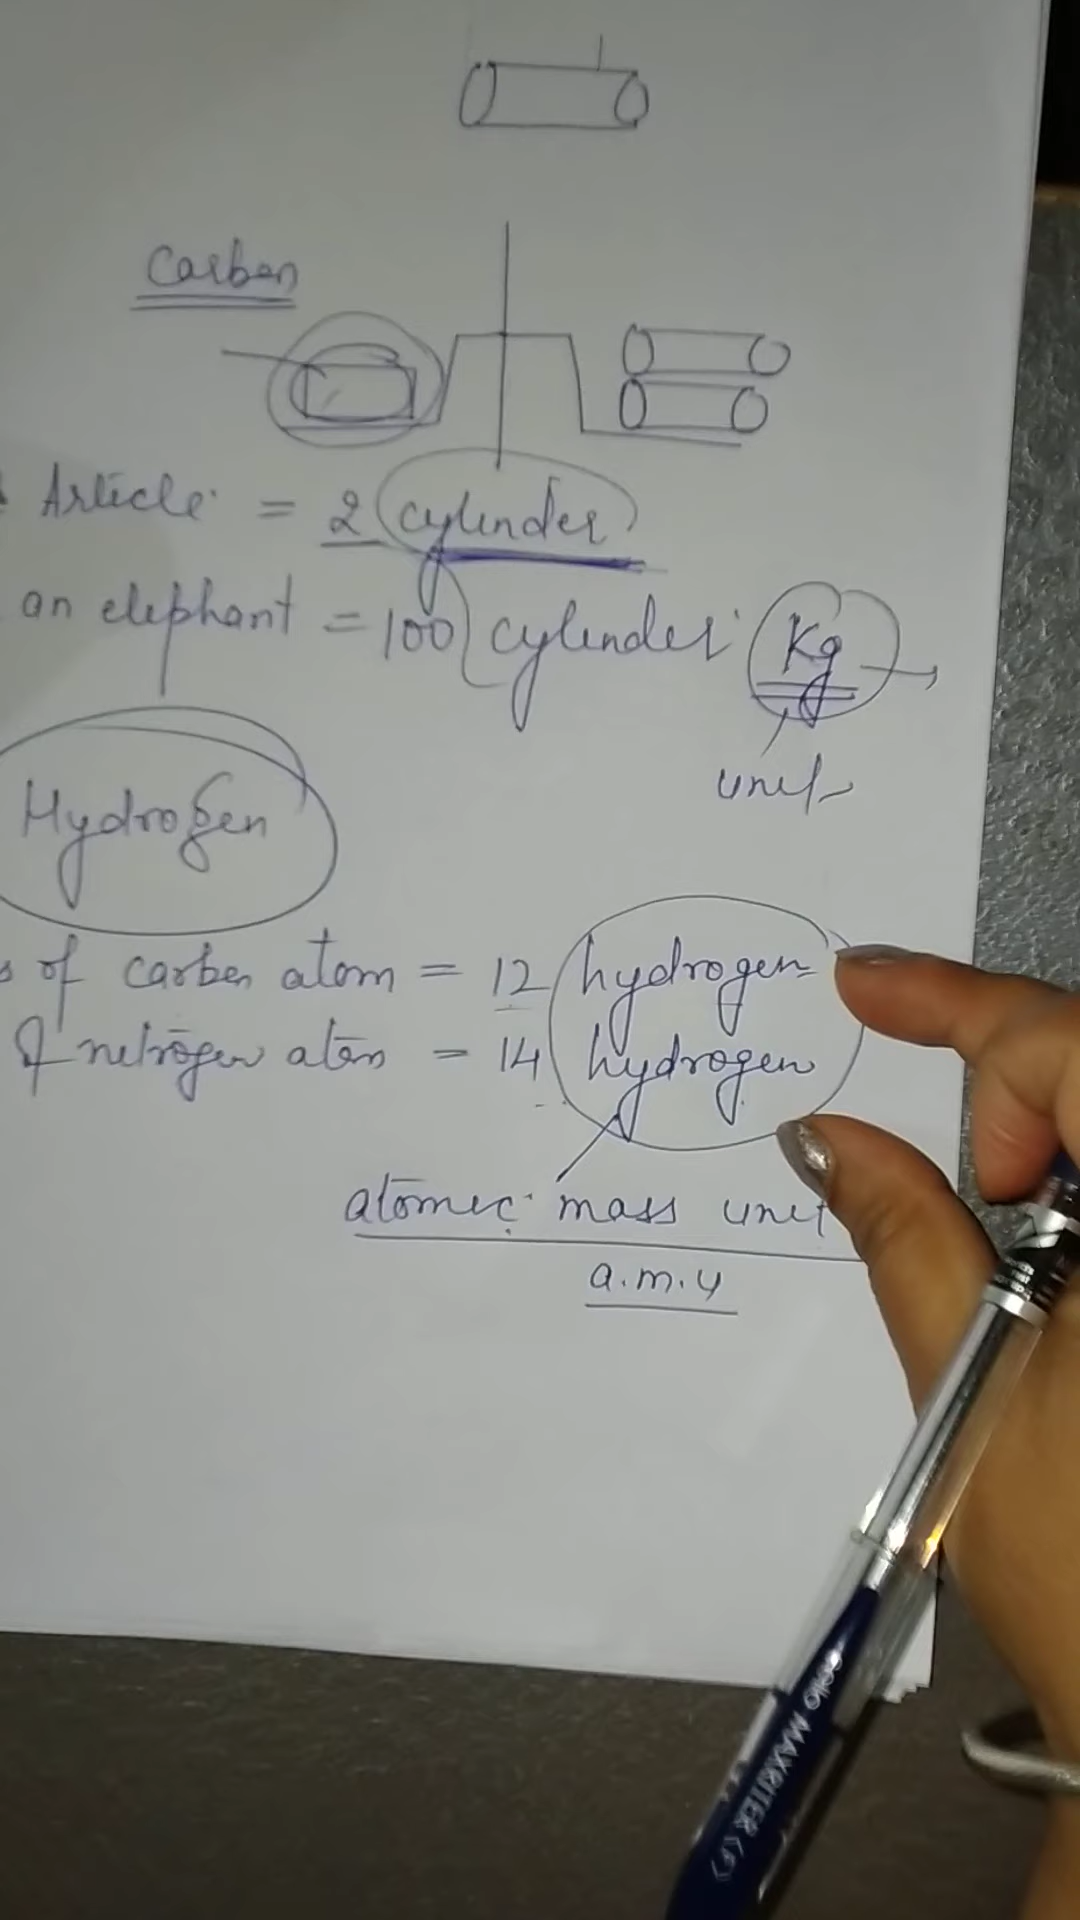 Carbon
Article = 2 cylinder
an elephant = 100 cylinder Kg
unit
Hydrogen
s of carbon atom = 12 hydrogen
of nitrogen atom = 14 hydrogen
atomic mass unit
a.m.u
cello MAXRITER (F)